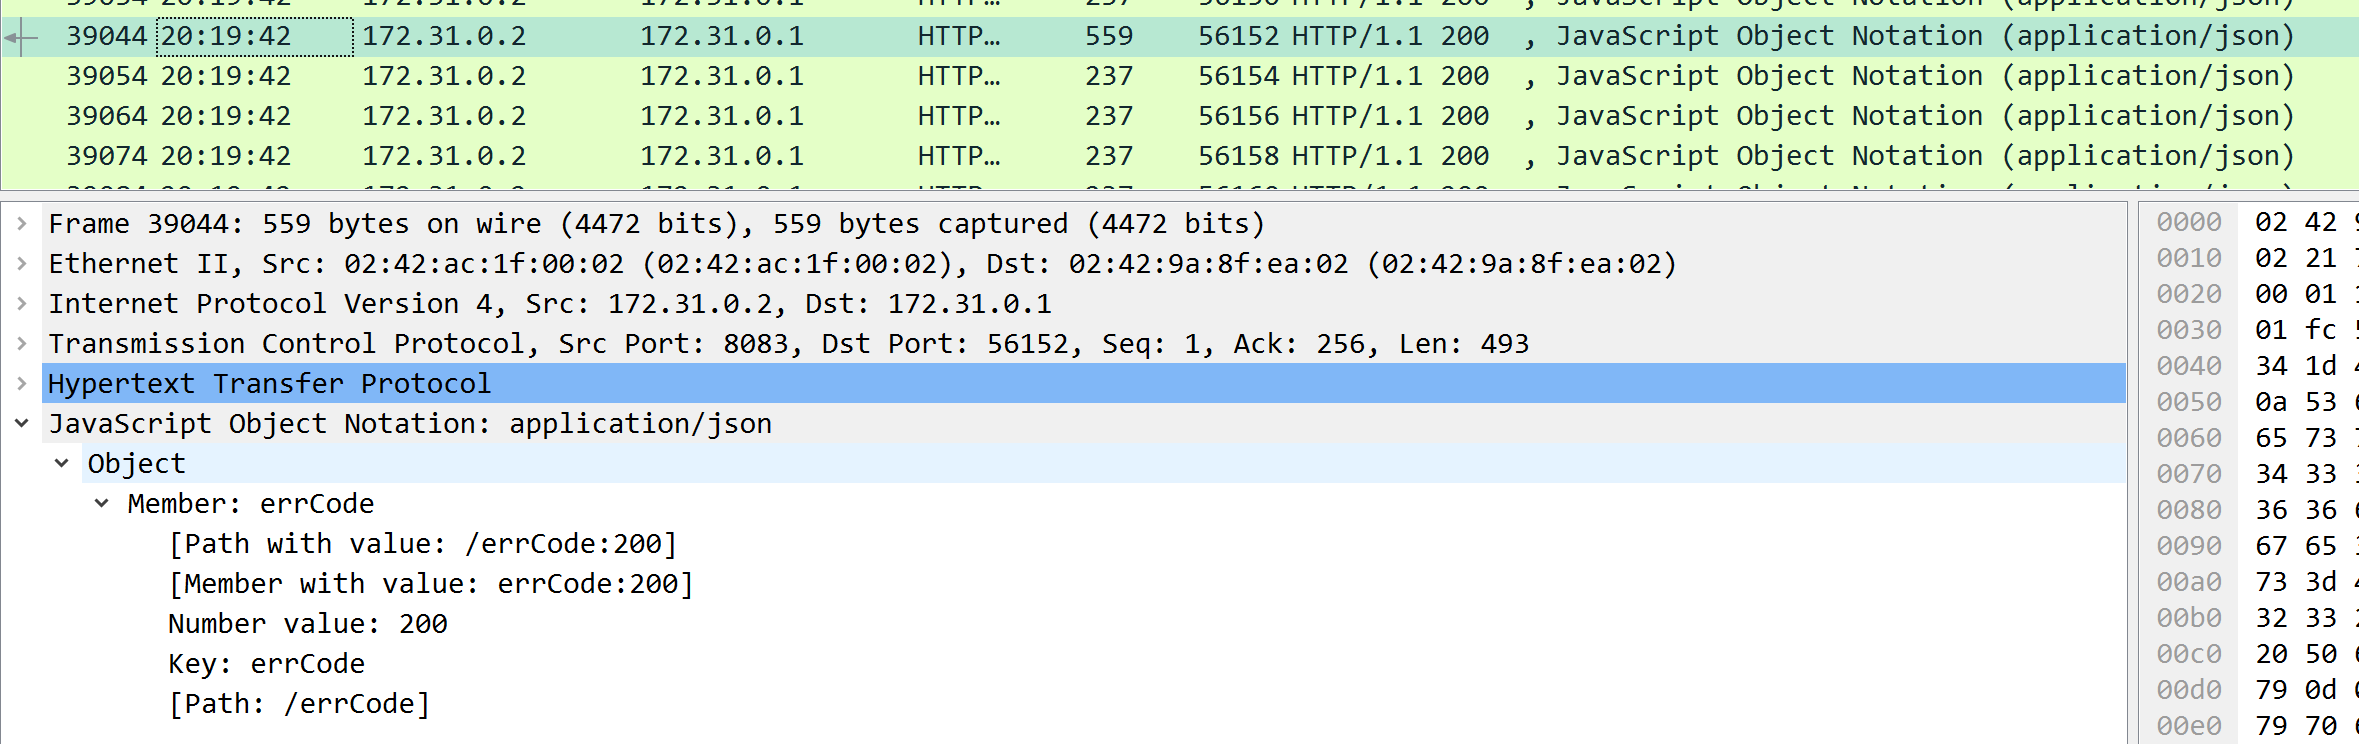 39044 20:19:42 172.31.0.2 172.31.0.1 HTTP… 559 56152 HTTP/1.1 200 , JavaScript Object Notation (application/json)
39054 20:19:42 172.31.0.2 172.31.0.1 HTTP… 237 56154 HTTP/1.1 200 , JavaScript Object Notation (application/json)
39064 20:19:42 172.31.0.2 172.31.0.1 HTTP… 237 56156 HTTP/1.1 200 , JavaScript Object Notation (application/json)
39074 20:19:42 172.31.0.2 172.31.0.1 HTTP… 237 56158 HTTP/1.1 200 , JavaScript Object Notation (application/json)
Frame 39044: 559 bytes on wire (4472 bits), 559 bytes captured (4472 bits)
Ethernet II, Src: 02:42:ac:1f:00:02 (02:42:ac:1f:00:02), Dst: 02:42:9a:8f:ea:02 (02:42:9a:8f:ea:02)
Internet Protocol Version 4, Src: 172.31.0.2, Dst: 172.31.0.1
Transmission Control Protocol, Src Port: 8083, Dst Port: 56152, Seq: 1, Ack: 256, Len: 493
Hypertext Transfer Protocol
JavaScript Object Notation: application/json
Object
Member: errCode
[Path with value: /errCode:200]
[Member with value: errCode:200]
Number value: 200
Key: errCode
[Path: /errCode]
0000 02 42
0010 02 21
0020 00 01
0030 01 fc
0040 34 1d
0050 0a 53
0060 65 73
0070 34 33
0080 36 36
0090 67 65
00a0 73 3d
00b0 32 33
00c0 20 50
00d0 79 0d
00e0 79 70